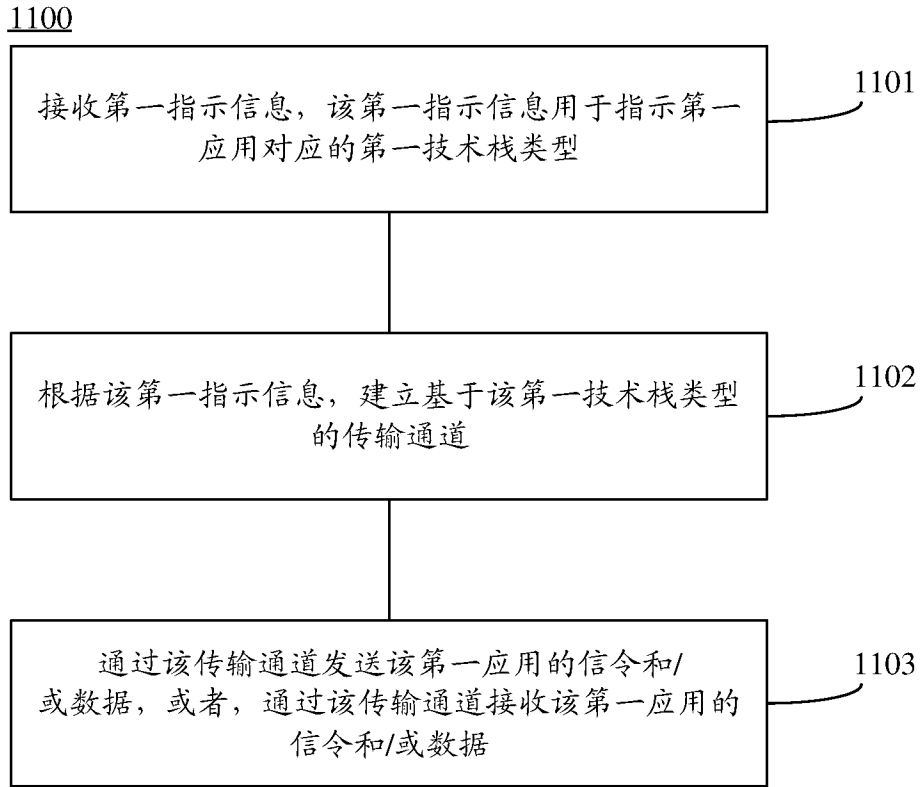 1100
接收第一指示信息，该第一指示信息用于指示第一
应用对应的第一技术栈类型
1101
根据该第一指示信息，建立基于该第一技术栈类型
的传输通道
1102
通过该传输通道发送该第一应用的信令和/
或数据，或者，通过该传输通道接收该第一应用的
信令和/或数据
1103